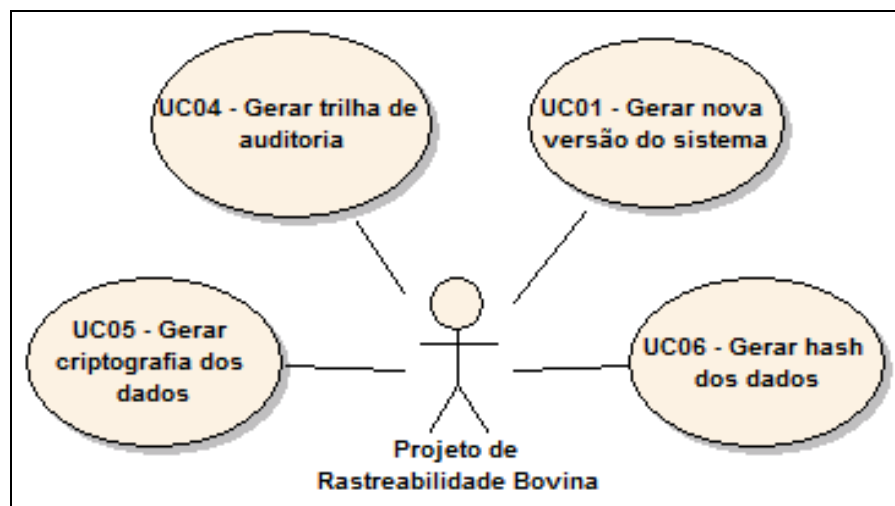 UC04 - Gerar trilha de
auditoria
UC01 - Gerar nova
versão do sistema
UC05 - Gerar
criptografia dos
dados
UC06 - Gerar hash
dos dados
Projeto de
Rastreabilidade Bovina